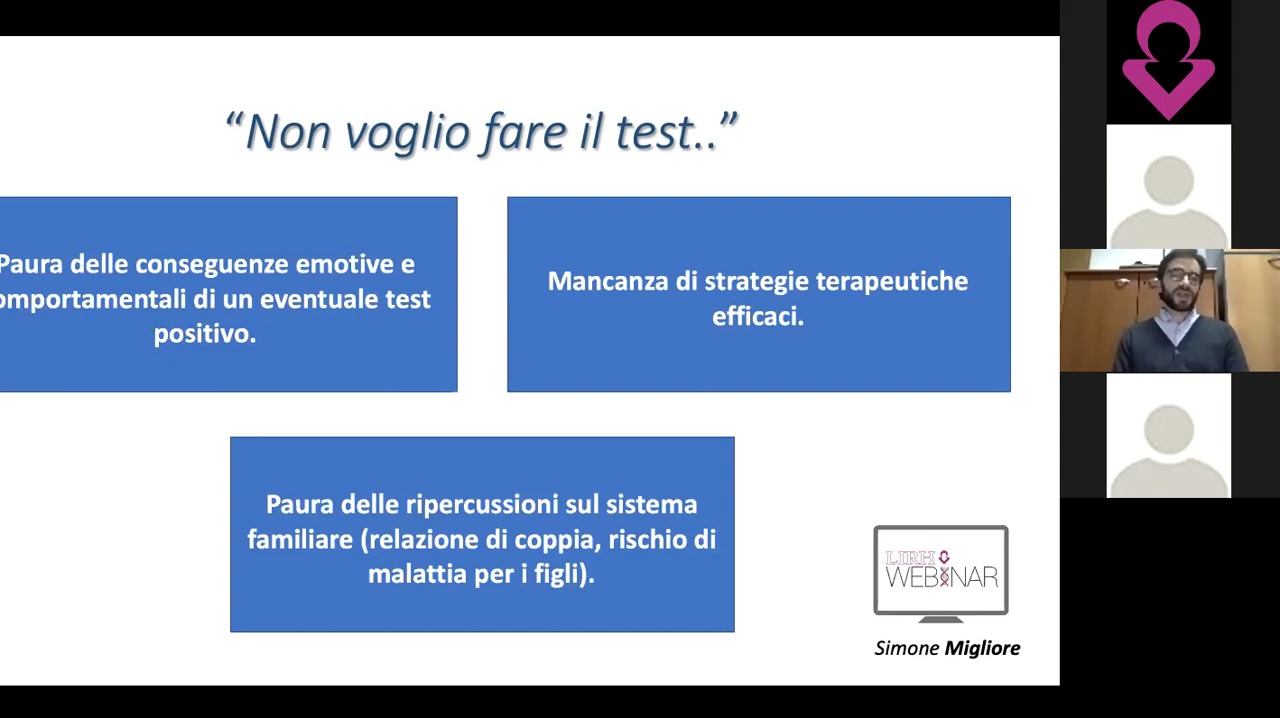 “Non voglio fare il test..”
Paura delle conseguenze emotive e
omportamentali di un eventuale test
positivo.
Mancanza di strategie terapeutiche
efficaci.
Paura delle ripercussioni sul sistema
familiare (relazione di coppia, rischio di
malattia per i figli).
LIRH
WEBINAR
Simone Migliore